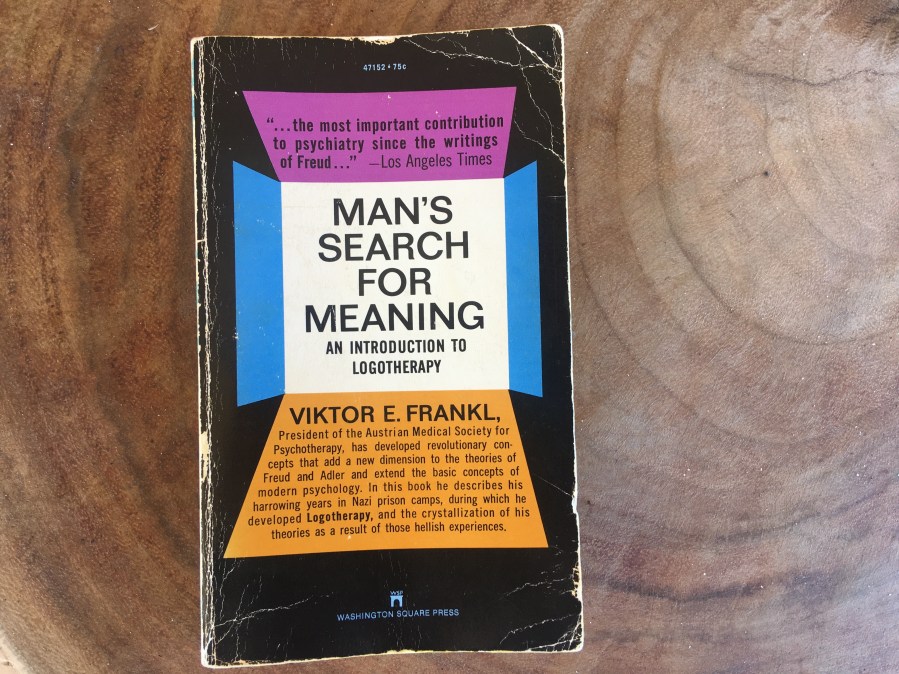 47152 • 75c
“...the most important contribution
to psychiatry since the writings
of Freud...” —Los Angeles Times
MAN'S
SEARCH
FOR
MEANING
AN INTRODUCTION TO
LOGOTHERAPY
VIKTOR E. FRANKL,
President of the Austrian Medical Society for
Psychotherapy, has developed revolutionary con-
cepts that add a new dimension to the theories of
Freud and Adler and extend the basic concepts of
modern psychology. In this book he describes his
harrowing years in Nazi prison camps, during which he
developed Logotherapy, and the crystallization of his
theories as a result of those hellish experiences.
WSP
WASHINGTON SQUARE PRESS